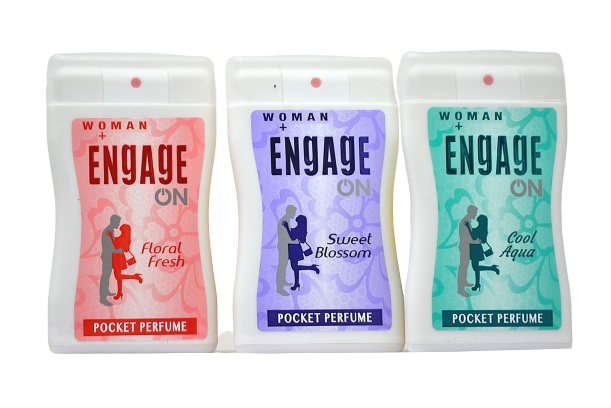 WOMAN
+
ENGAGE
ON
Floral
Fresh
POCKET PERFUME
WOMAN
+
ENGAGE
ON
Sweet
Blossom
POCKET PERFUME
WOMAN
+
ENGAGE
ON
Cool
Aqua
POCKET PERFUME